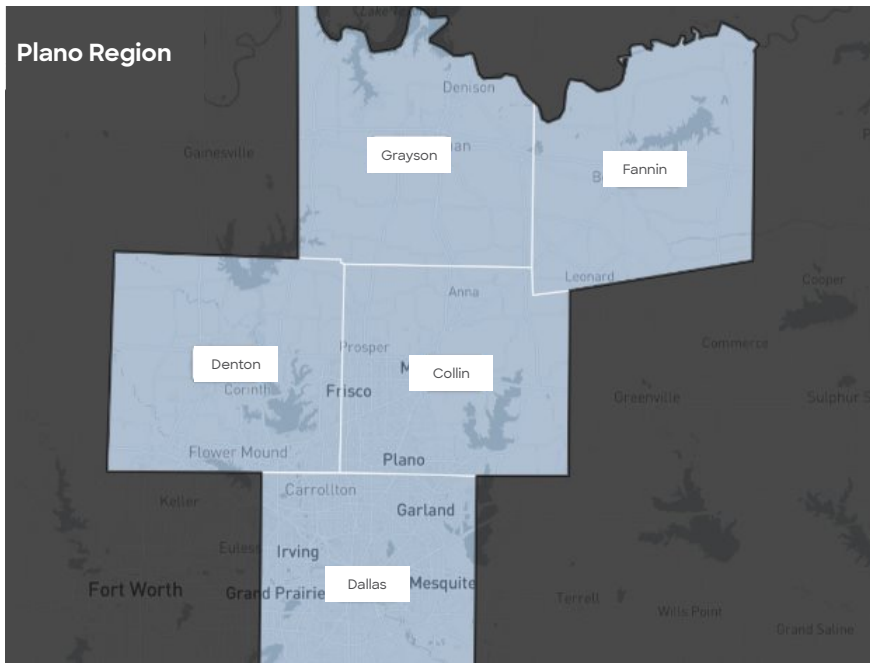 Plano Region
Denison
Gainesville
Grayson
Fannin
Leonard
Cooper
Anna
Commerce
Prosper
Denton
Collin
Corinth
Frisco
Greenville
Flower Mound
Plano
Carrollton
Keller
Garland
Euless
Irving
Fort Worth
Grand Prairie
Dallas
Mesquite
Terrell
Wills Point
Grand Saline